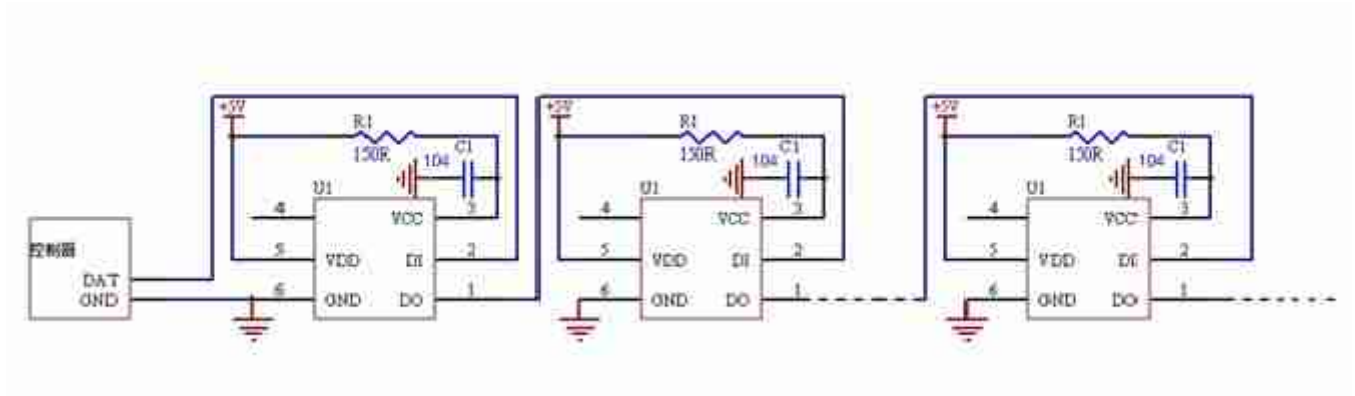 +5V
R1
150R
C1
104
U1
4
VCC
3
控制器
5
VDD
DI
2
DAT
GND
6
GND
DO
1
+5V
R1
150R
C1
104
U1
4
VCC
3
5
VDD
DI
2
6
GND
DO
1
+5V
R1
150R
C1
104
U1
4
VCC
3
5
VDD
DI
2
6
GND
DO
1